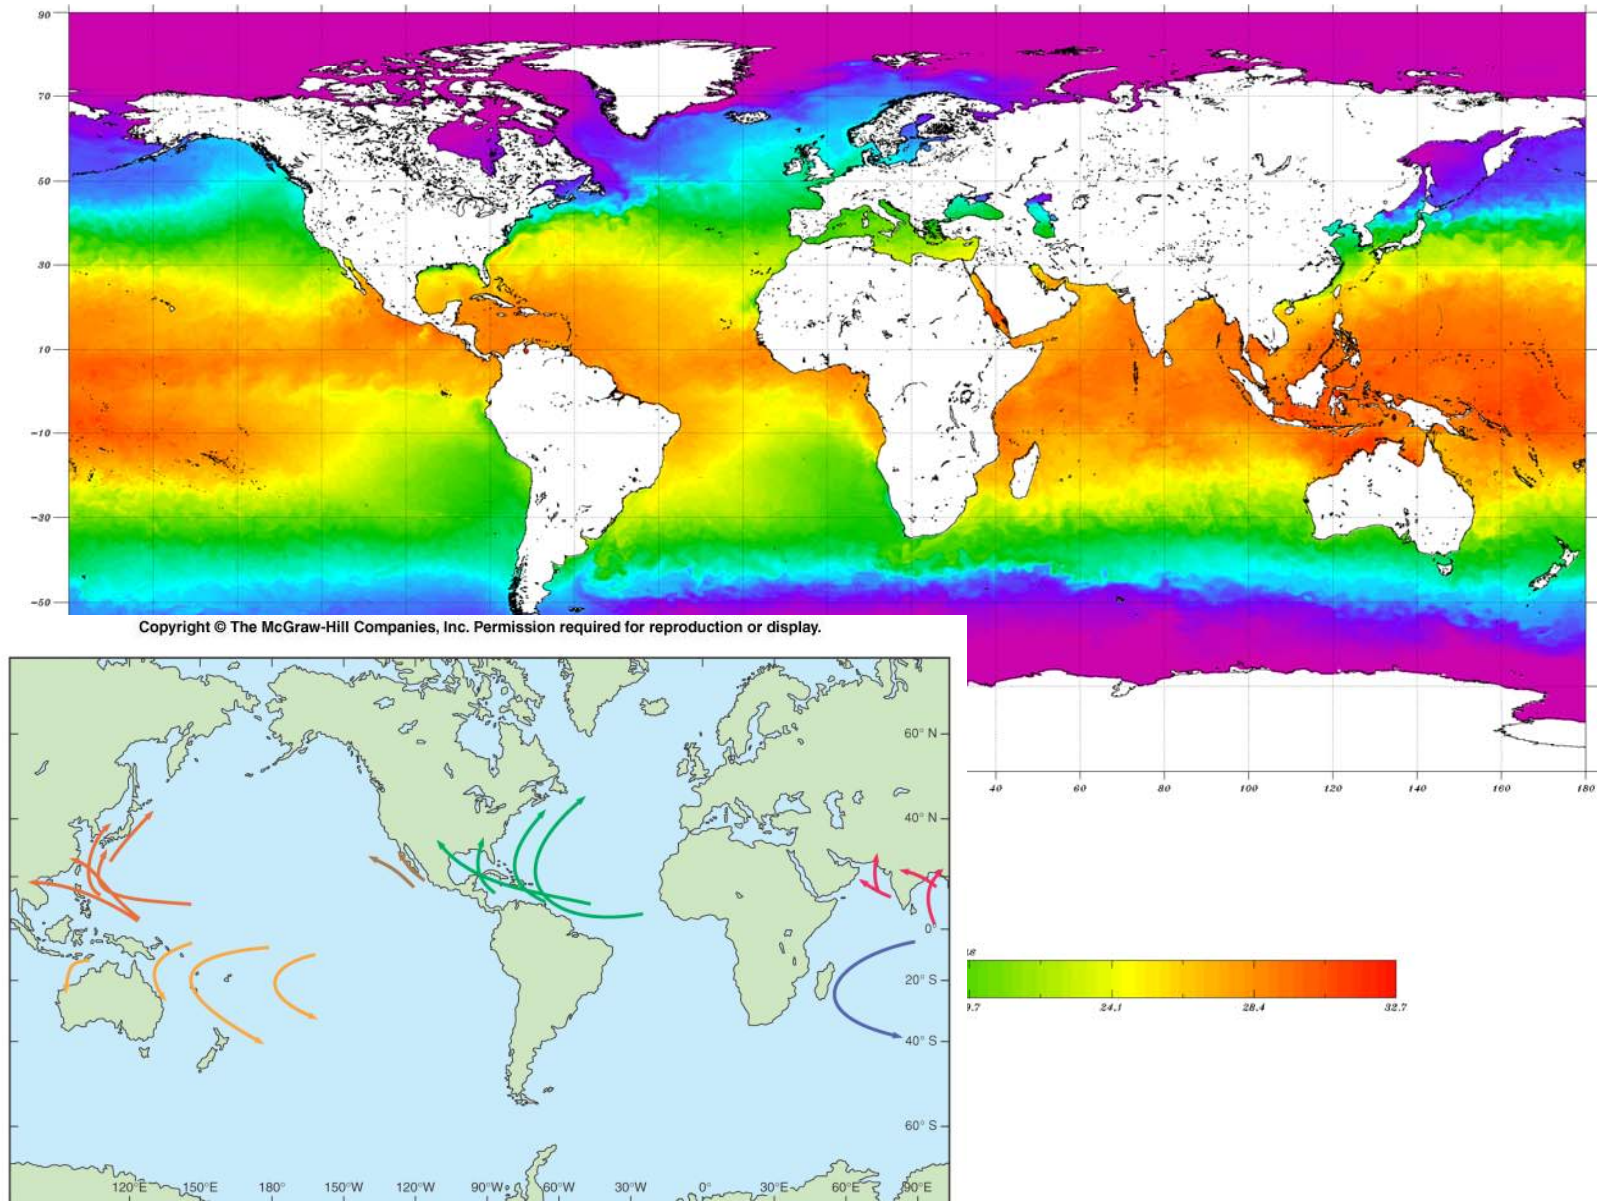 90
70
60
30
10
-10
-30
-50
Copyright © The McGraw-Hill Companies, Inc. Permission required for reproduction or display.
40 60 80 100 120 140 160 180
60° N
40° N
20° N
0°
20° S
40° S
60° S
120°E 150°E 180° 150°W 120°W 90°W 60°W 30°W 0° 30°E 60°E 90°E
24.1 28.4 32.7